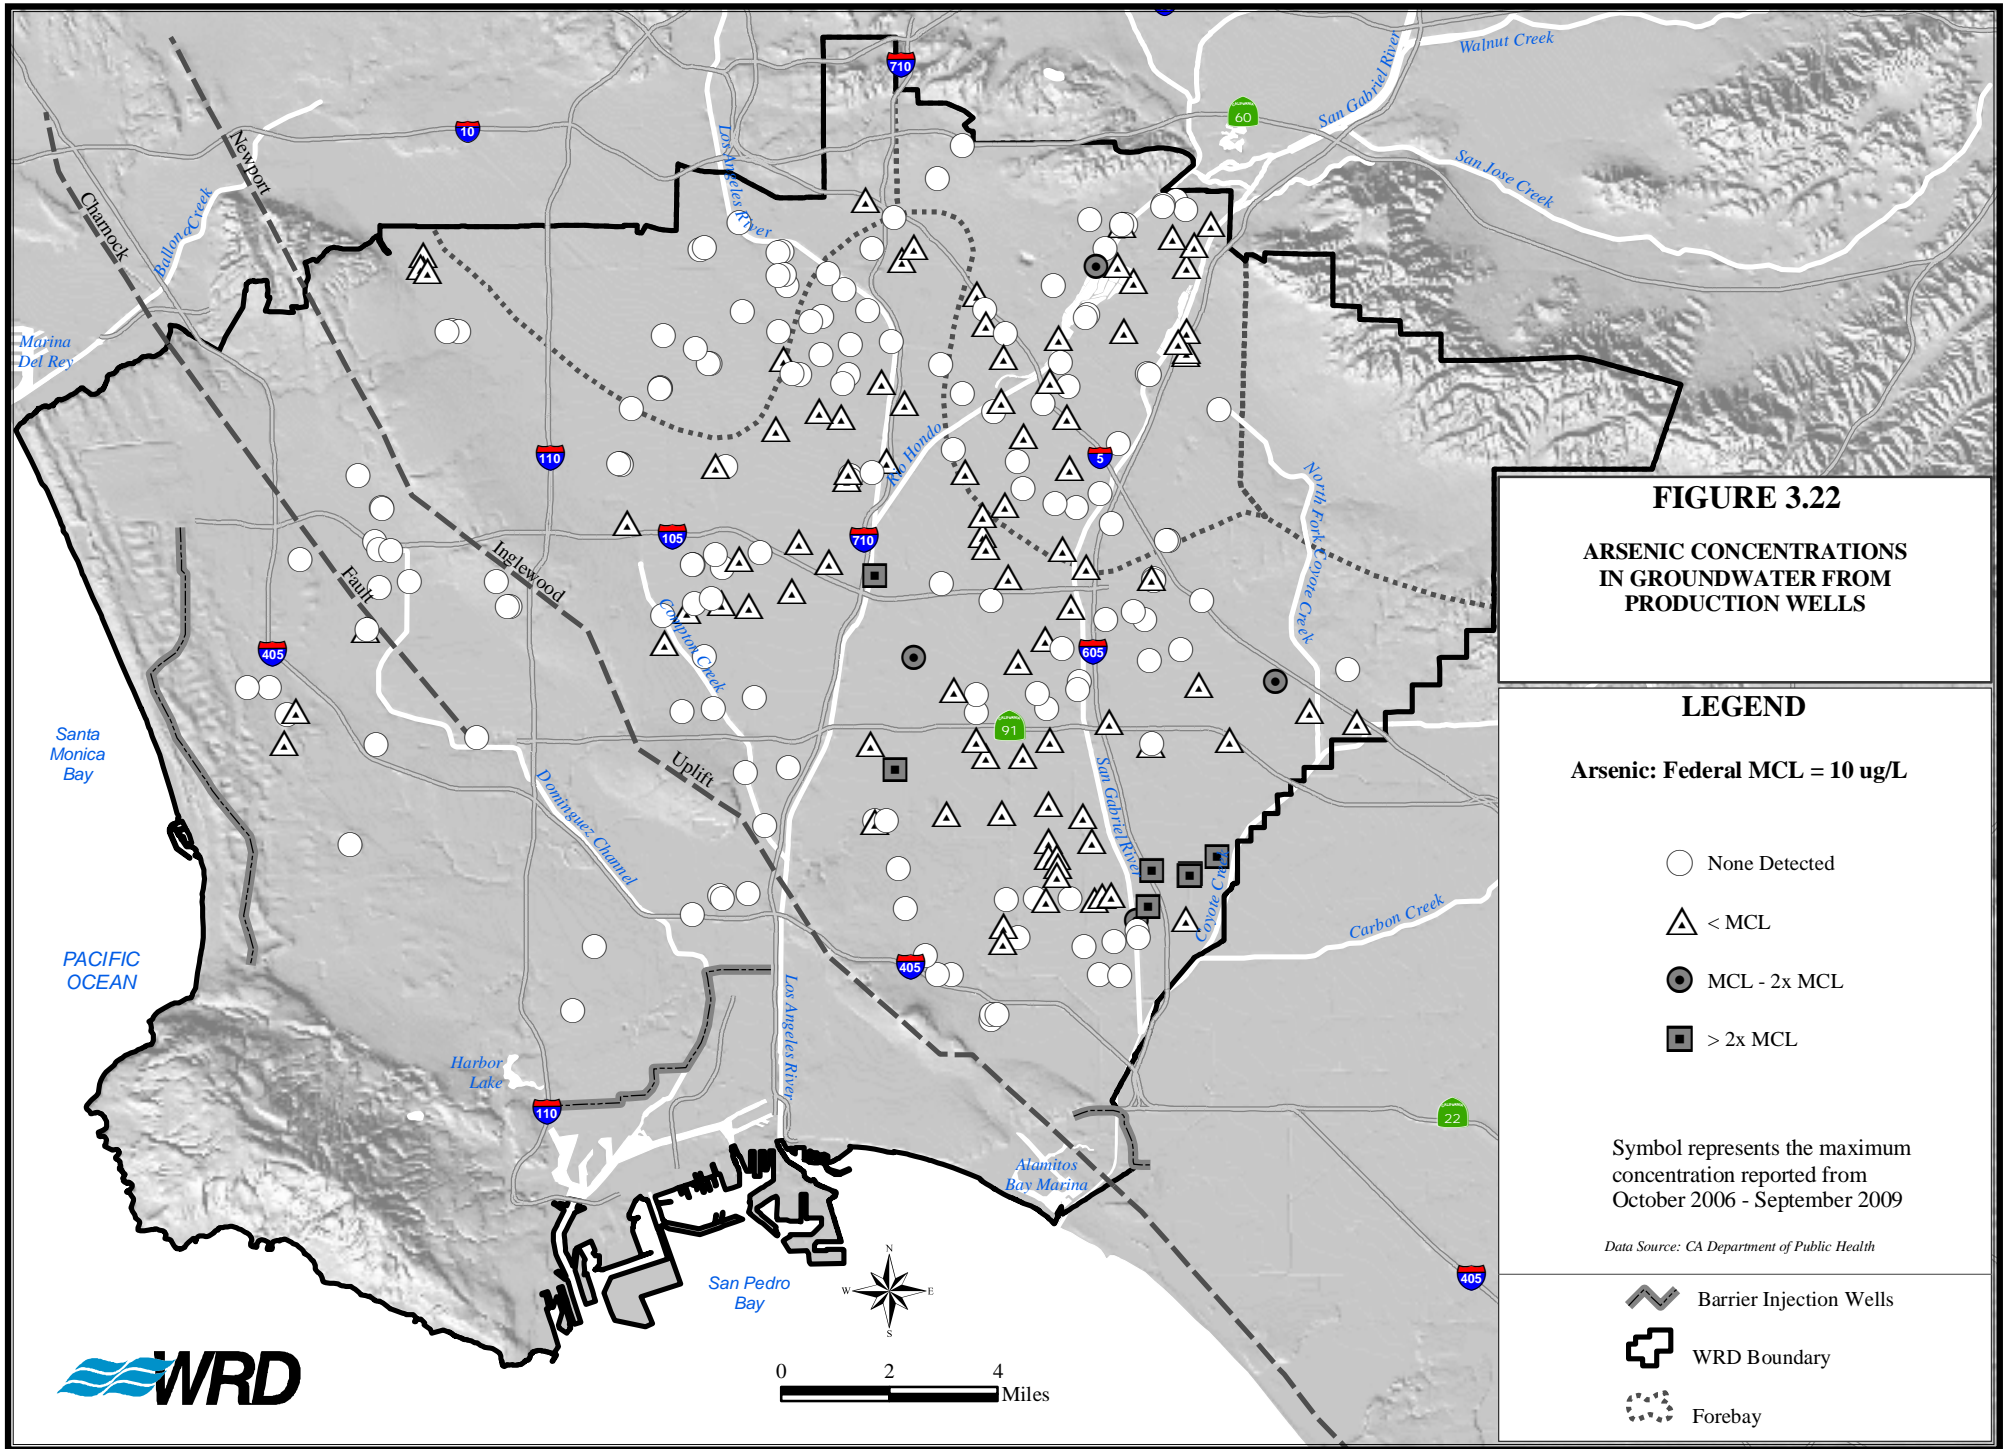 710
Walnut Creek
San Gabriel River
10
60
Newport
Los Angeles River
San Jose Creek
Charnock
Ballona Creek
Marina
Del Rey
110
Rio Hondo
5
North Fork Coyote Creek
105
710
Inglewood
Fault
Compton Creek
405
605
91
Santa
Monica
Bay
Uplift
Dominguez Channel
San Gabriel River
Coyote Creek
Carbon Creek
PACIFIC
OCEAN
405
Los Angeles River
Harbor
Lake
110
22
Alamitos
Bay Marina
405
San Pedro
Bay
N
W
E
S
WRD
0 2 4
Miles
FIGURE 3.22
ARSENIC CONCENTRATIONS
IN GROUNDWATER FROM
PRODUCTION WELLS
LEGEND
Arsenic: Federal MCL = 10 ug/L
None Detected
< MCL
MCL - 2x MCL
> 2x MCL
Symbol represents the maximum
concentration reported from
October 2006 - September 2009
Data Source: CA Department of Public Health
Barrier Injection Wells
WRD Boundary
Forebay